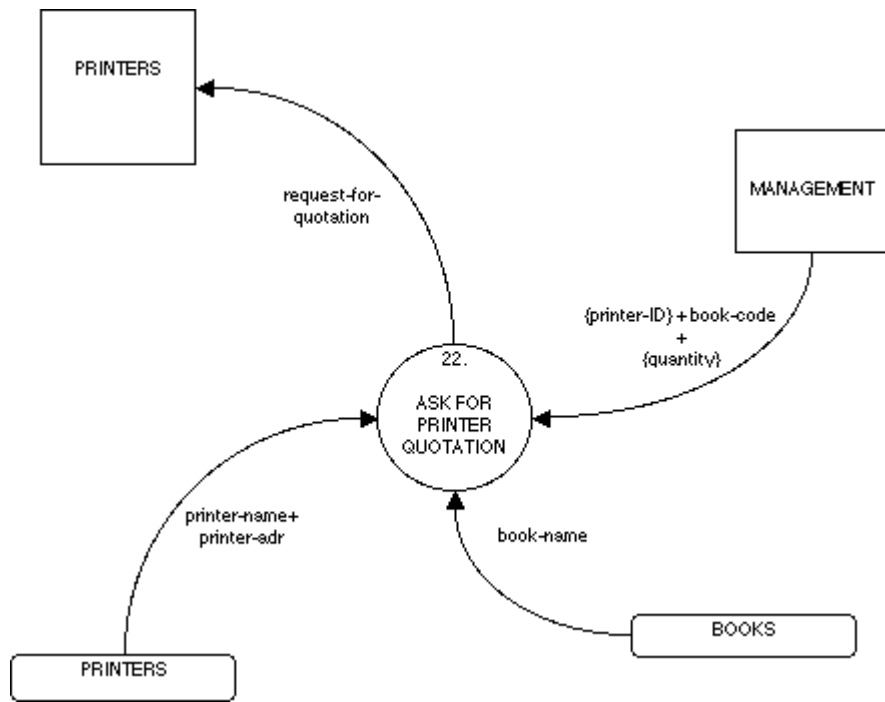 PRINTERS
MANAGEMENT
request-for-
quotation
{printer-ID} + book-code
+
{quantity}
22.
ASK FOR
PRINTER
QUOTATION
printer-name+
printer-adr
book-name
BOOKS
PRINTERS